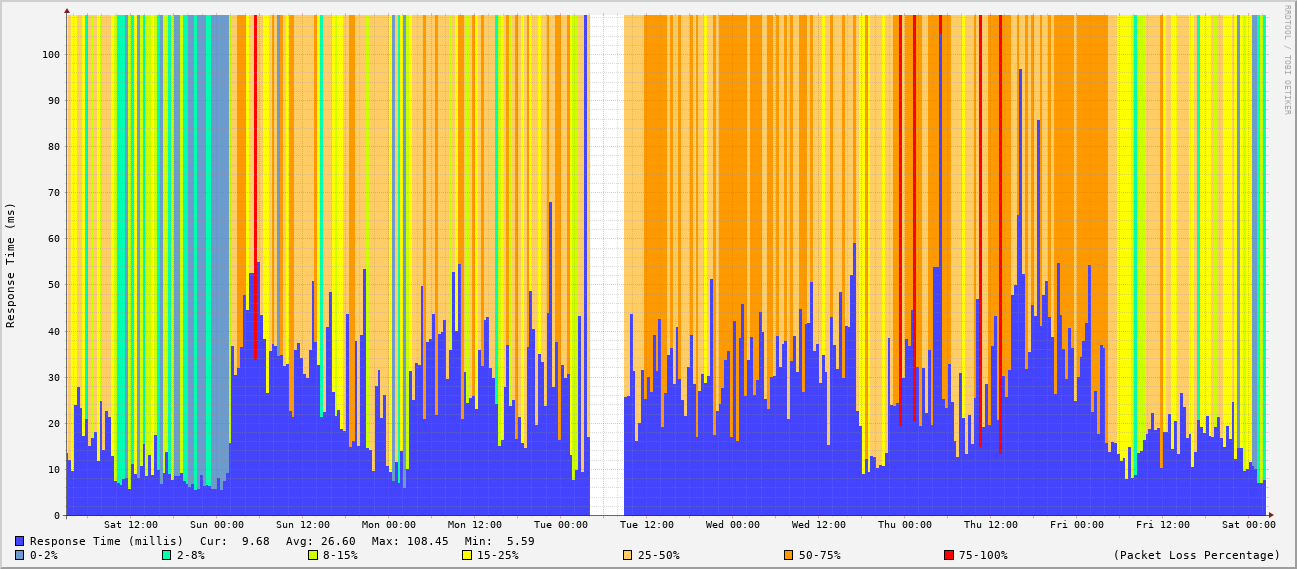 RRDTOOL / TOBI OETIKER
Response Time (ms)
100
90
80
70
60
50
40
30
20
10
0
Sat 12:00 Sun 00:00 Sun 12:00 Mon 00:00 Mon 12:00 Tue 00:00 Tue 12:00 Wed 00:00 Wed 12:00 Thu 00:00 Thu 12:00 Fri 00:00 Fri 12:00 Sat 00:00
Response Time (millis) Cur: 9.68 Avg: 26.60 Max: 108.45 Min: 5.59
0-2% 2-8% 8-15% 15-25% 25-50% 50-75% 75-100% (Packet Loss Percentage)